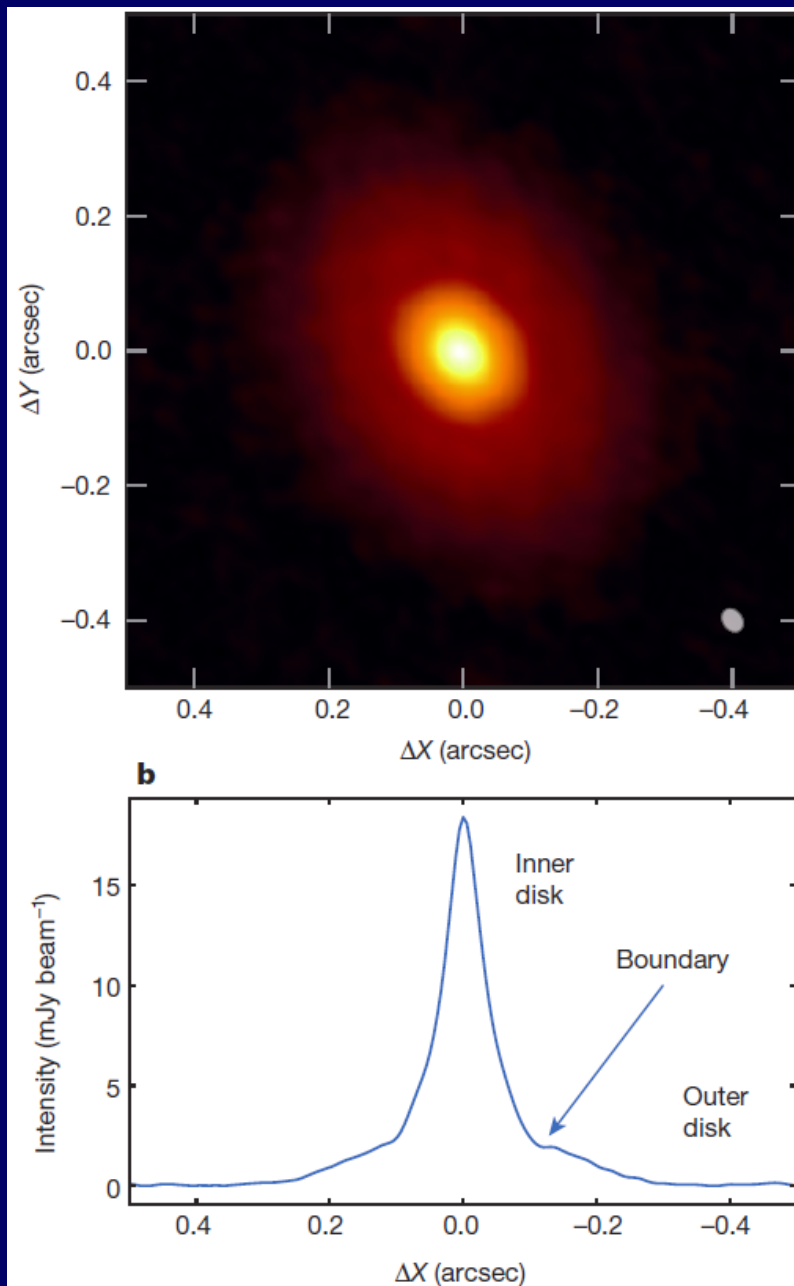 0.4
0.2
0.0
−0.2
−0.4
ΔY (arcsec)
0.4 0.2 0.0 −0.2 −0.4
ΔX (arcsec)
b
15
10
5
0
Intensity (mJy beam⁻¹)
Inner
disk
Boundary
Outer
disk
0.4 0.2 0.0 −0.2 −0.4
ΔX (arcsec)